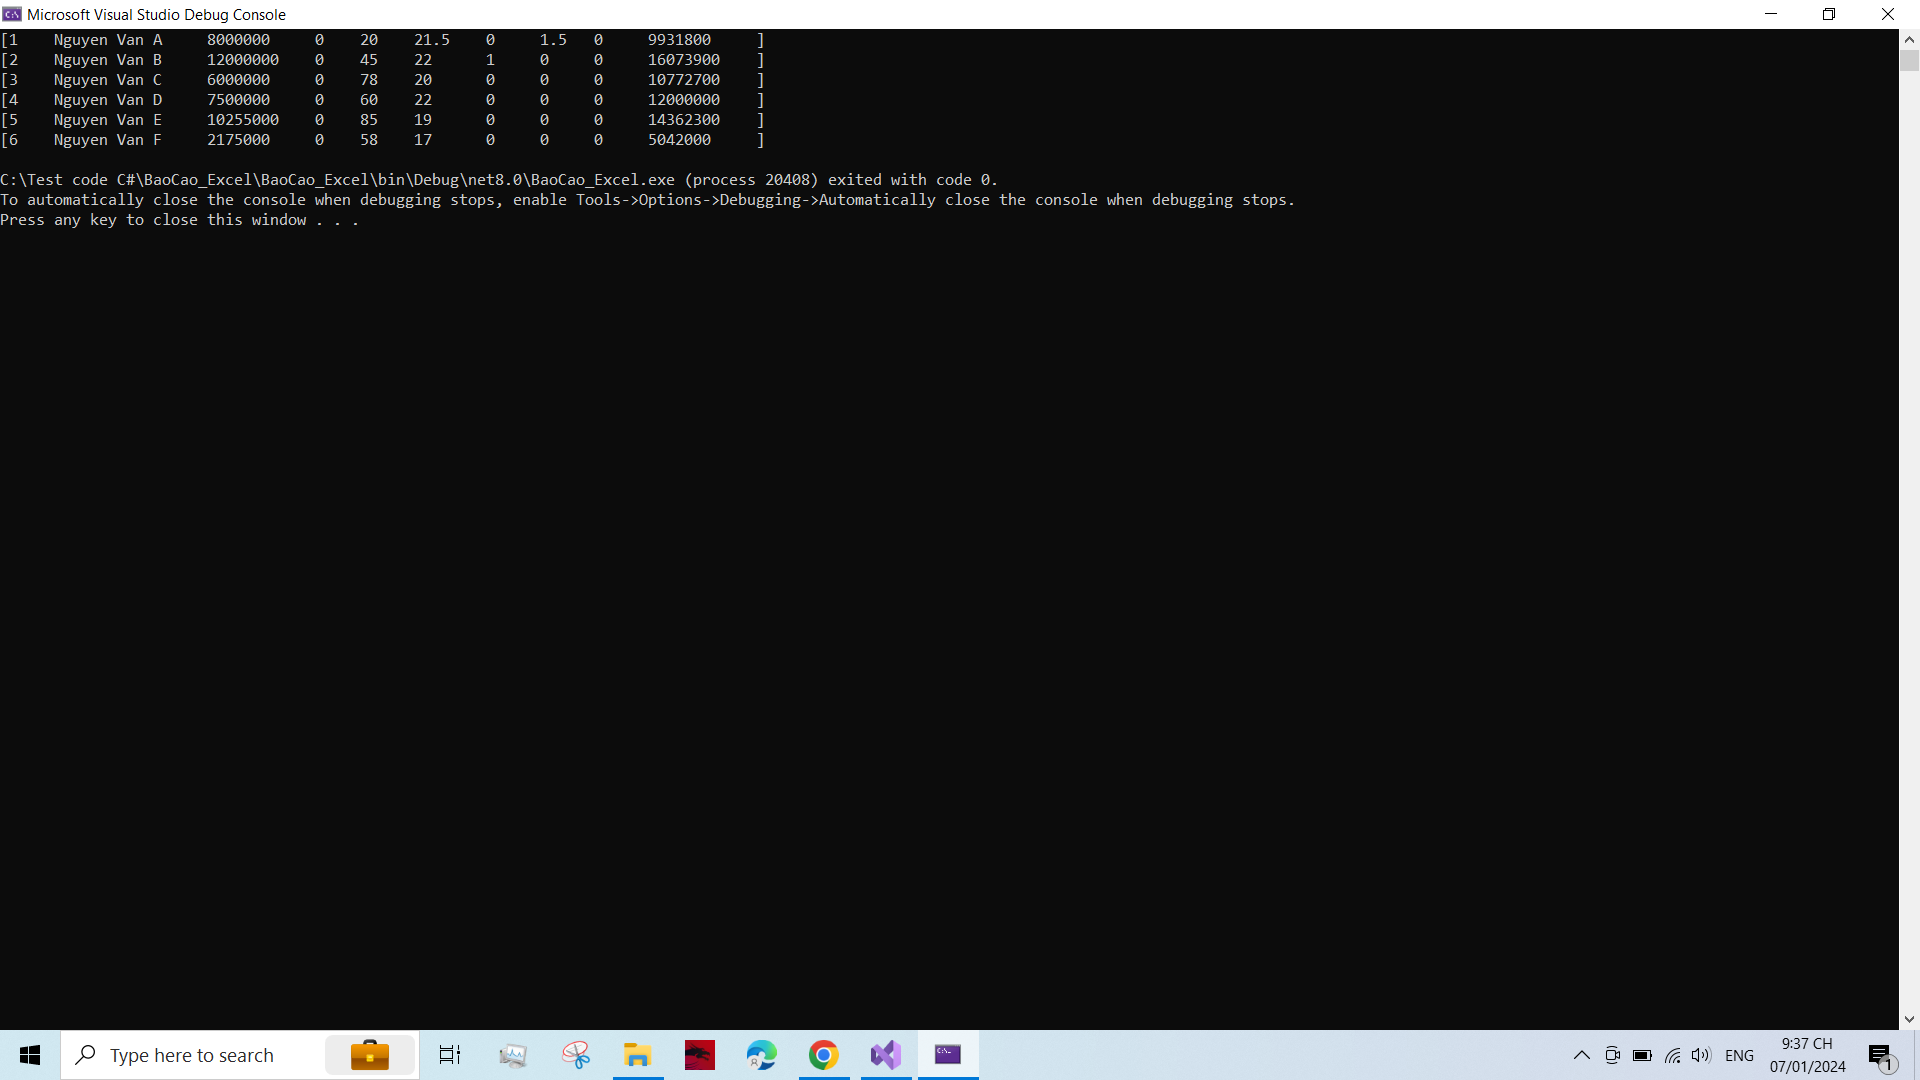 Microsoft Visual Studio Debug Console
[1 Nguyen Van A 8000000 0 20 21.5 0 1.5 0 9931800 ]
[2 Nguyen Van B 12000000 0 45 22 1 0 0 16073900 ]
[3 Nguyen Van C 6000000 0 78 20 0 0 0 10772700 ]
[4 Nguyen Van D 7500000 0 60 22 0 0 0 12000000 ]
[5 Nguyen Van E 10255000 0 85 19 0 0 0 14362300 ]
[6 Nguyen Van F 2175000 0 58 17 0 0 0 5042000 ]
C:\Test code C#\BaoCao_Excel\BaoCao_Excel\bin\Debug\net8.0\BaoCao_Excel.exe (process 20408) exited with code 0.
To automatically close the console when debugging stops, enable Tools->Options->Debugging->Automatically close the console when debugging stops.
Press any key to close this window . . .
Type here to search
ENG
9:37 CH
07/01/2024
1